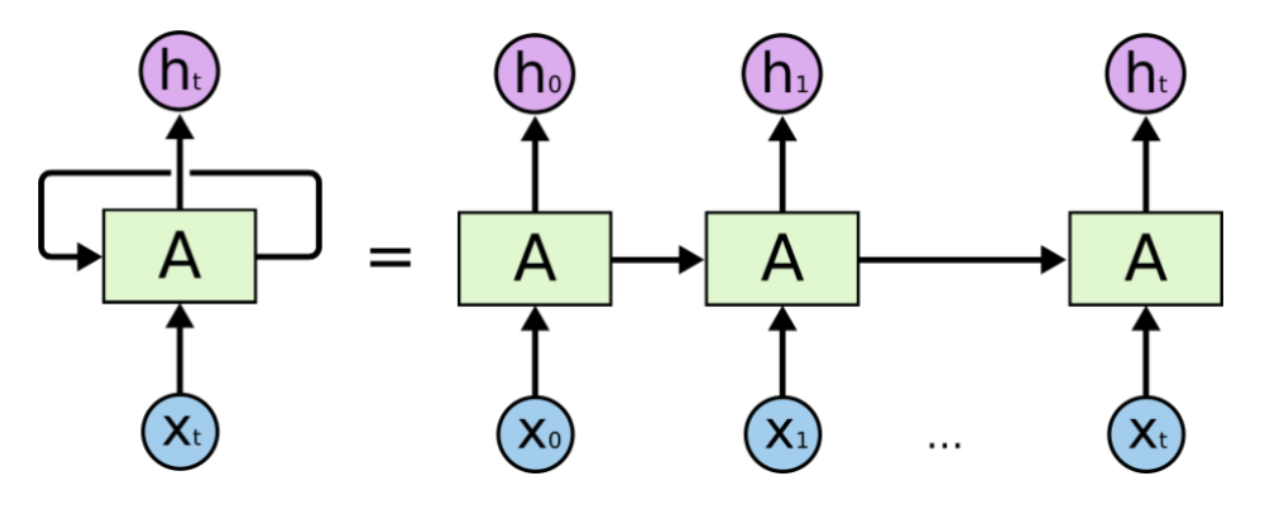 ht h0 h1 ht
A = A A A
xt x0 x1 ... xt